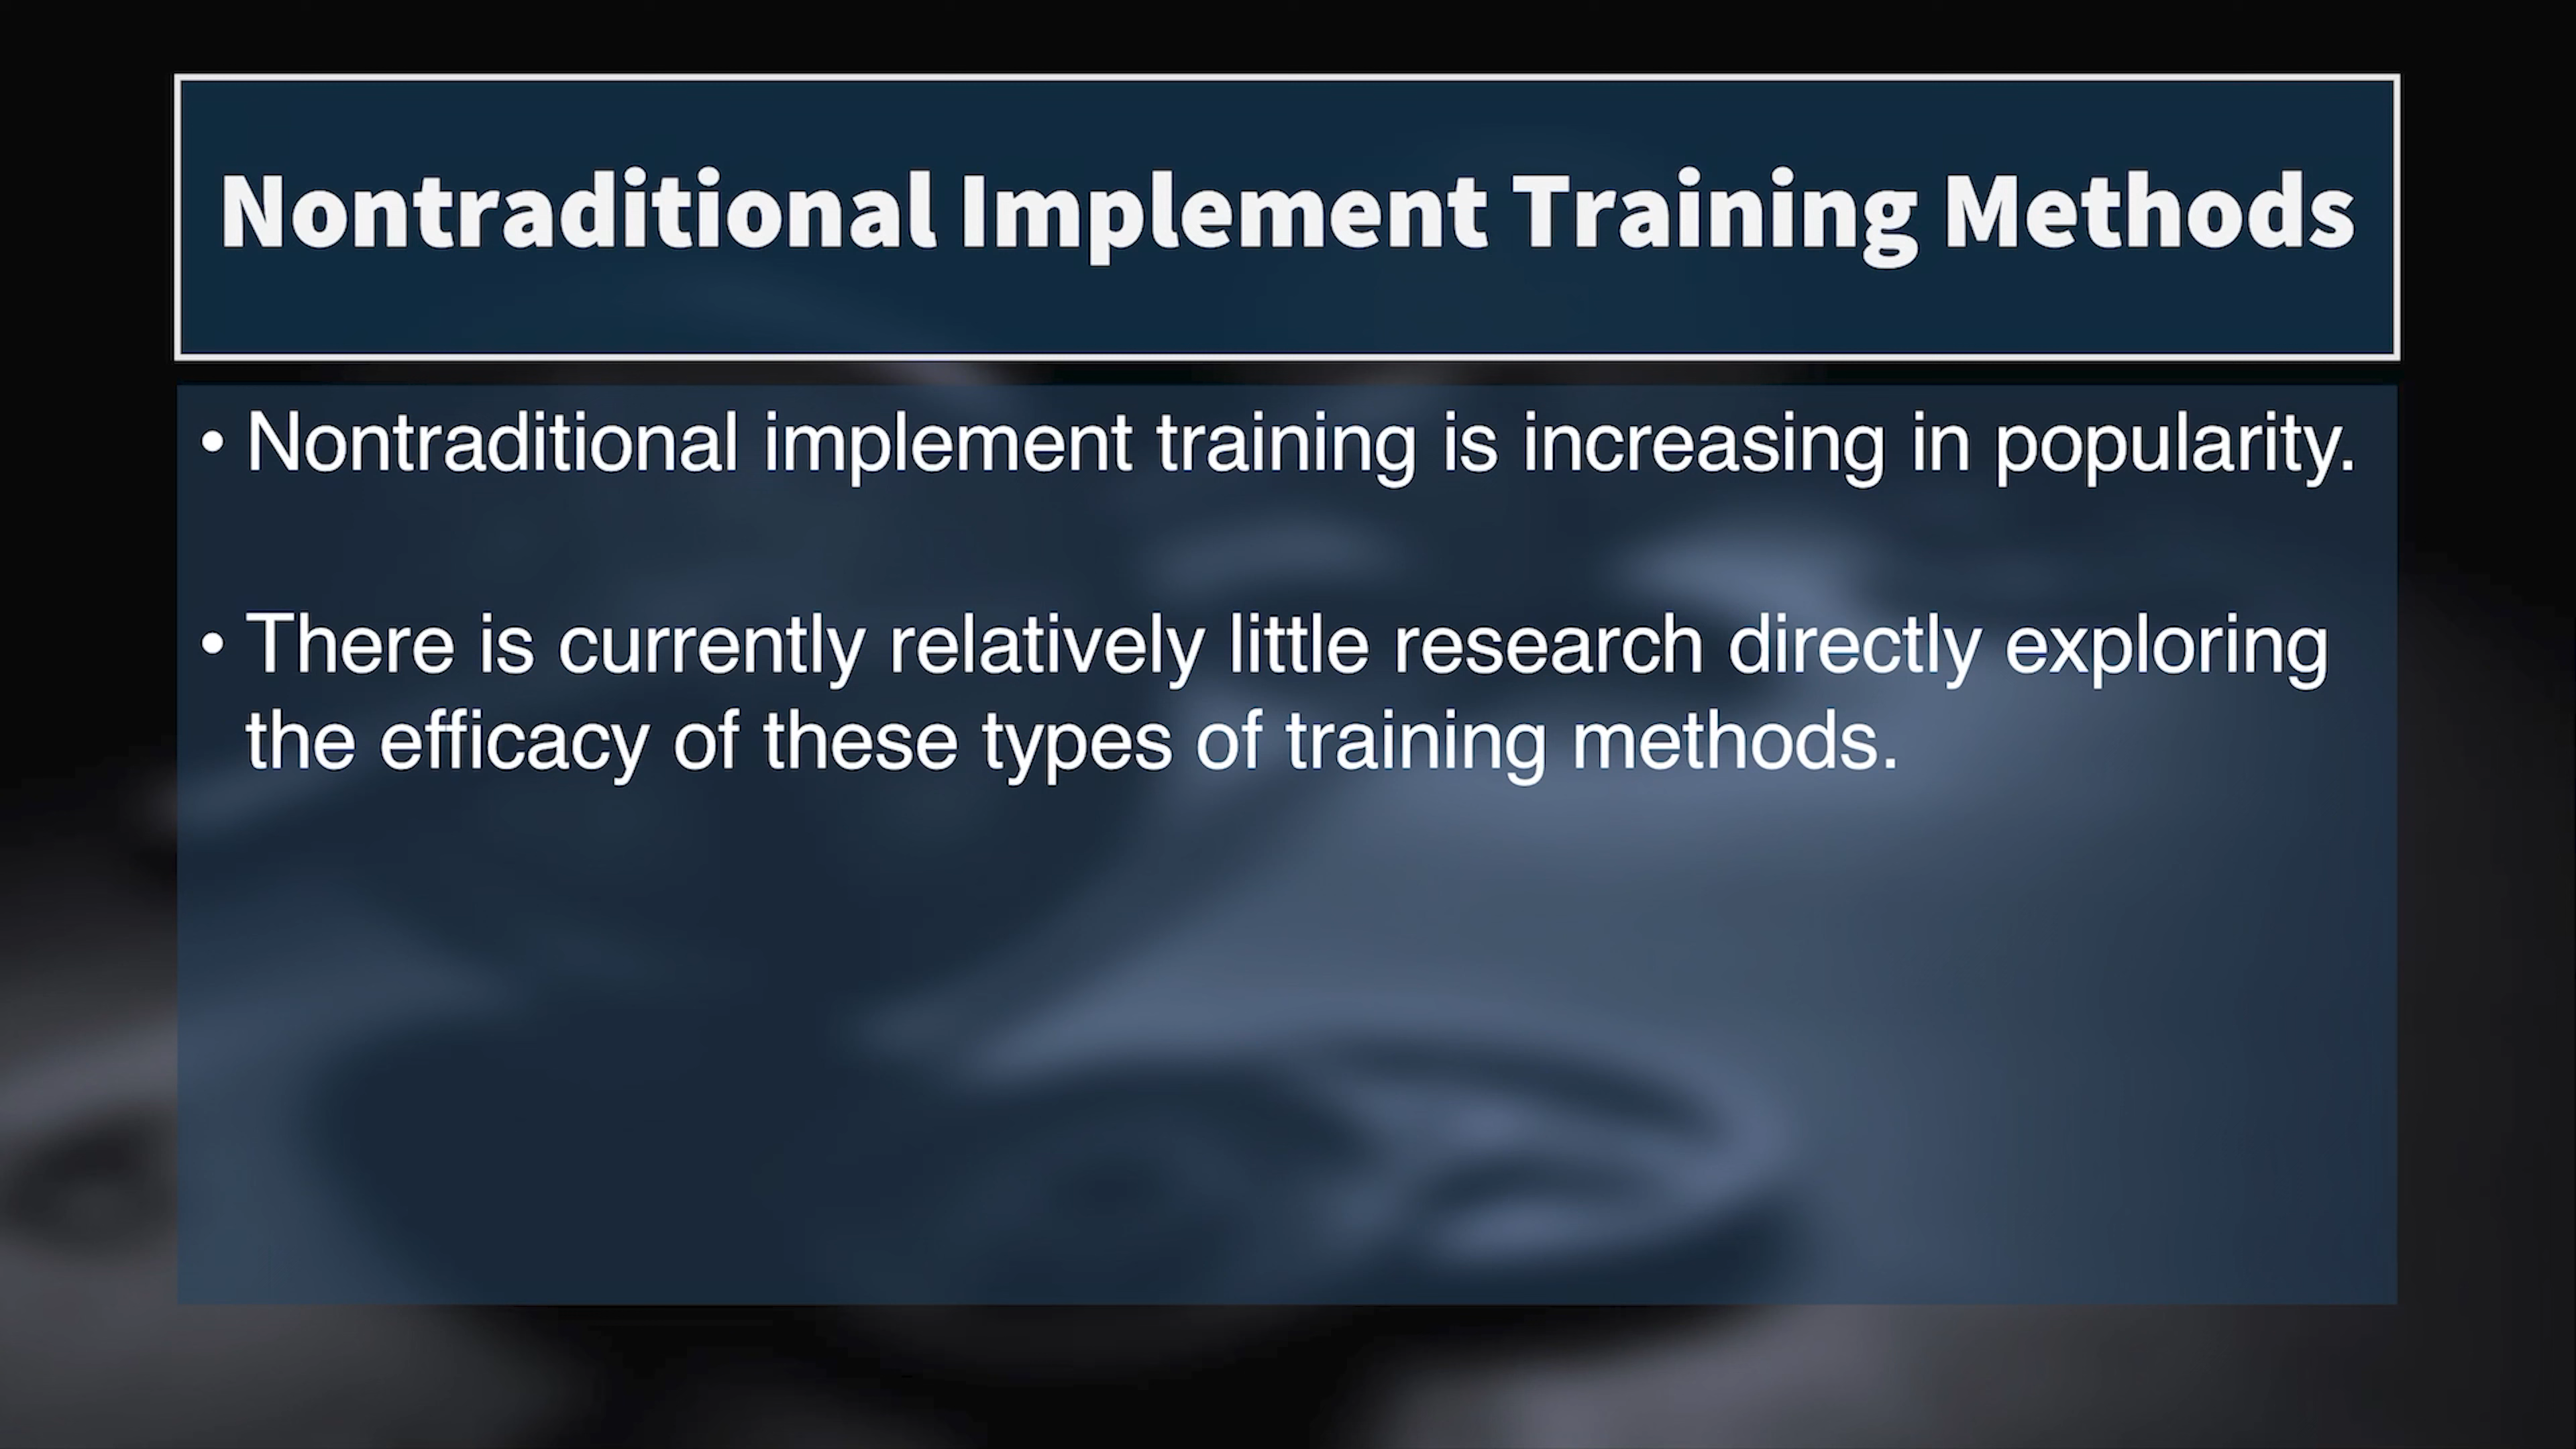 Nontraditional Implement Training Methods
• Nontraditional implement training is increasing in popularity.
• There is currently relatively little research directly exploring
the efficacy of these types of training methods.